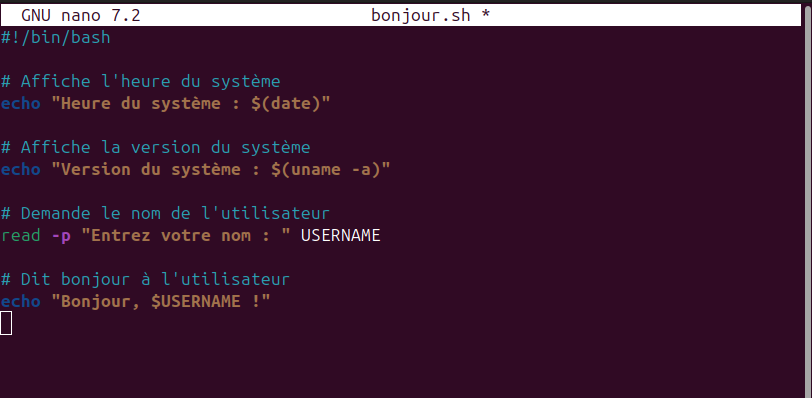 GNU nano 7.2 bonjour.sh *
#!/bin/bash
# Affiche l'heure du système
echo "Heure du système : $(date)"
# Affiche la version du système
echo "Version du système : $(uname -a)"
# Demande le nom de l'utilisateur
read -p "Entrez votre nom : " USERNAME
# Dit bonjour à l'utilisateur
echo "Bonjour, $USERNAME !"